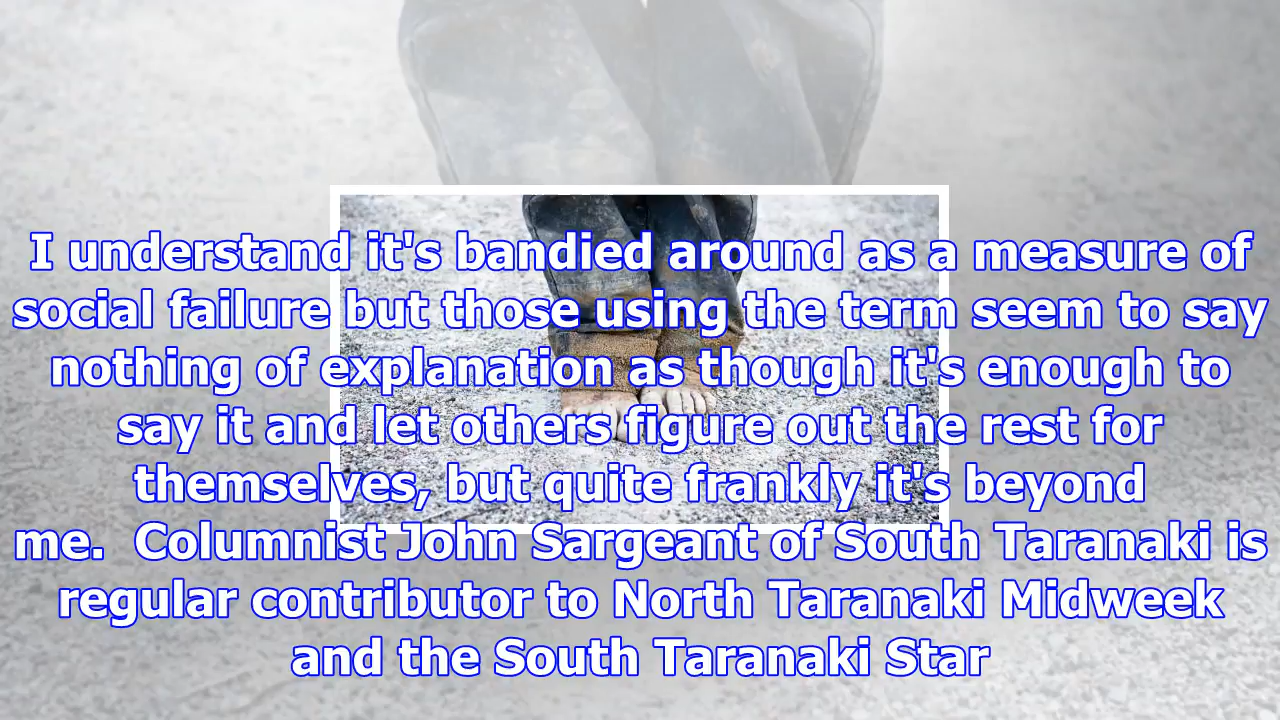 I understand it's bandied around as a measure of
social failure but those using the term seem to say
nothing of explanation as though it's enough to
say it and let others figure out the rest for
themselves, but quite frankly it's beyond
me.  Columnist John Sargeant of South Taranaki is
regular contributor to North Taranaki Midweek
and the South Taranaki Star